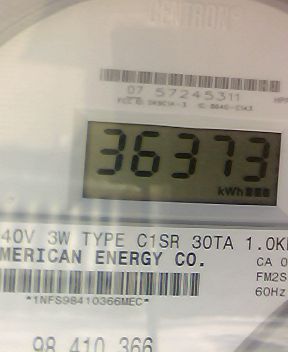 CENTRON
07 57245311
36373
kWh
40V 3W TYPE C1SR 30TA 1.0K
MERICAN ENERGY CO.
CA 0
FM2S
60Hz
*1NFS98410366MEC*
98 410 366